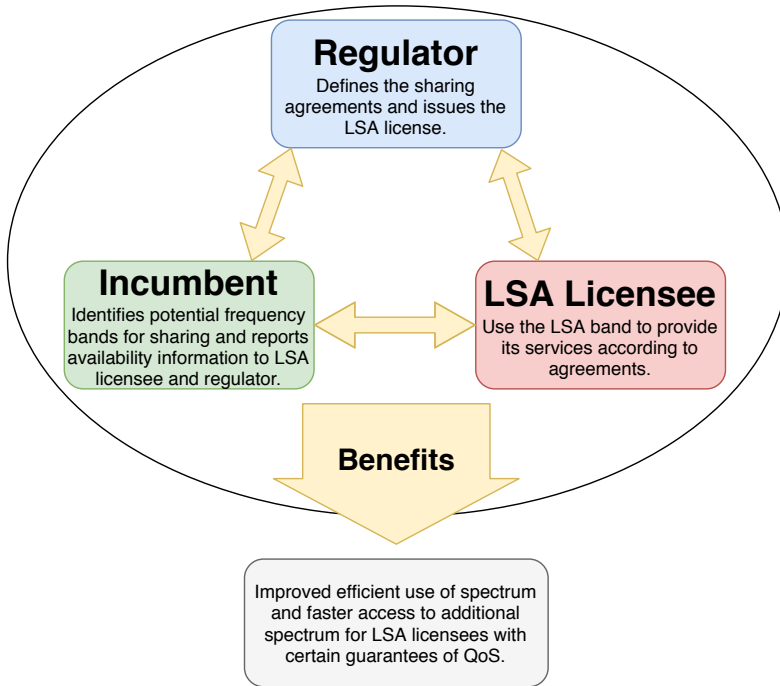 Regulator
Defines the sharing
agreements and issues the
LSA license.
Incumbent
Identifies potential frequency
bands for sharing and reports
availability information to LSA
licensee and regulator.
LSA Licensee
Use the LSA band to provide
its services according to
agreements.
Benefits
Improved efficient use of spectrum
and faster access to additional
spectrum for LSA licensees with
certain guarantees of QoS.